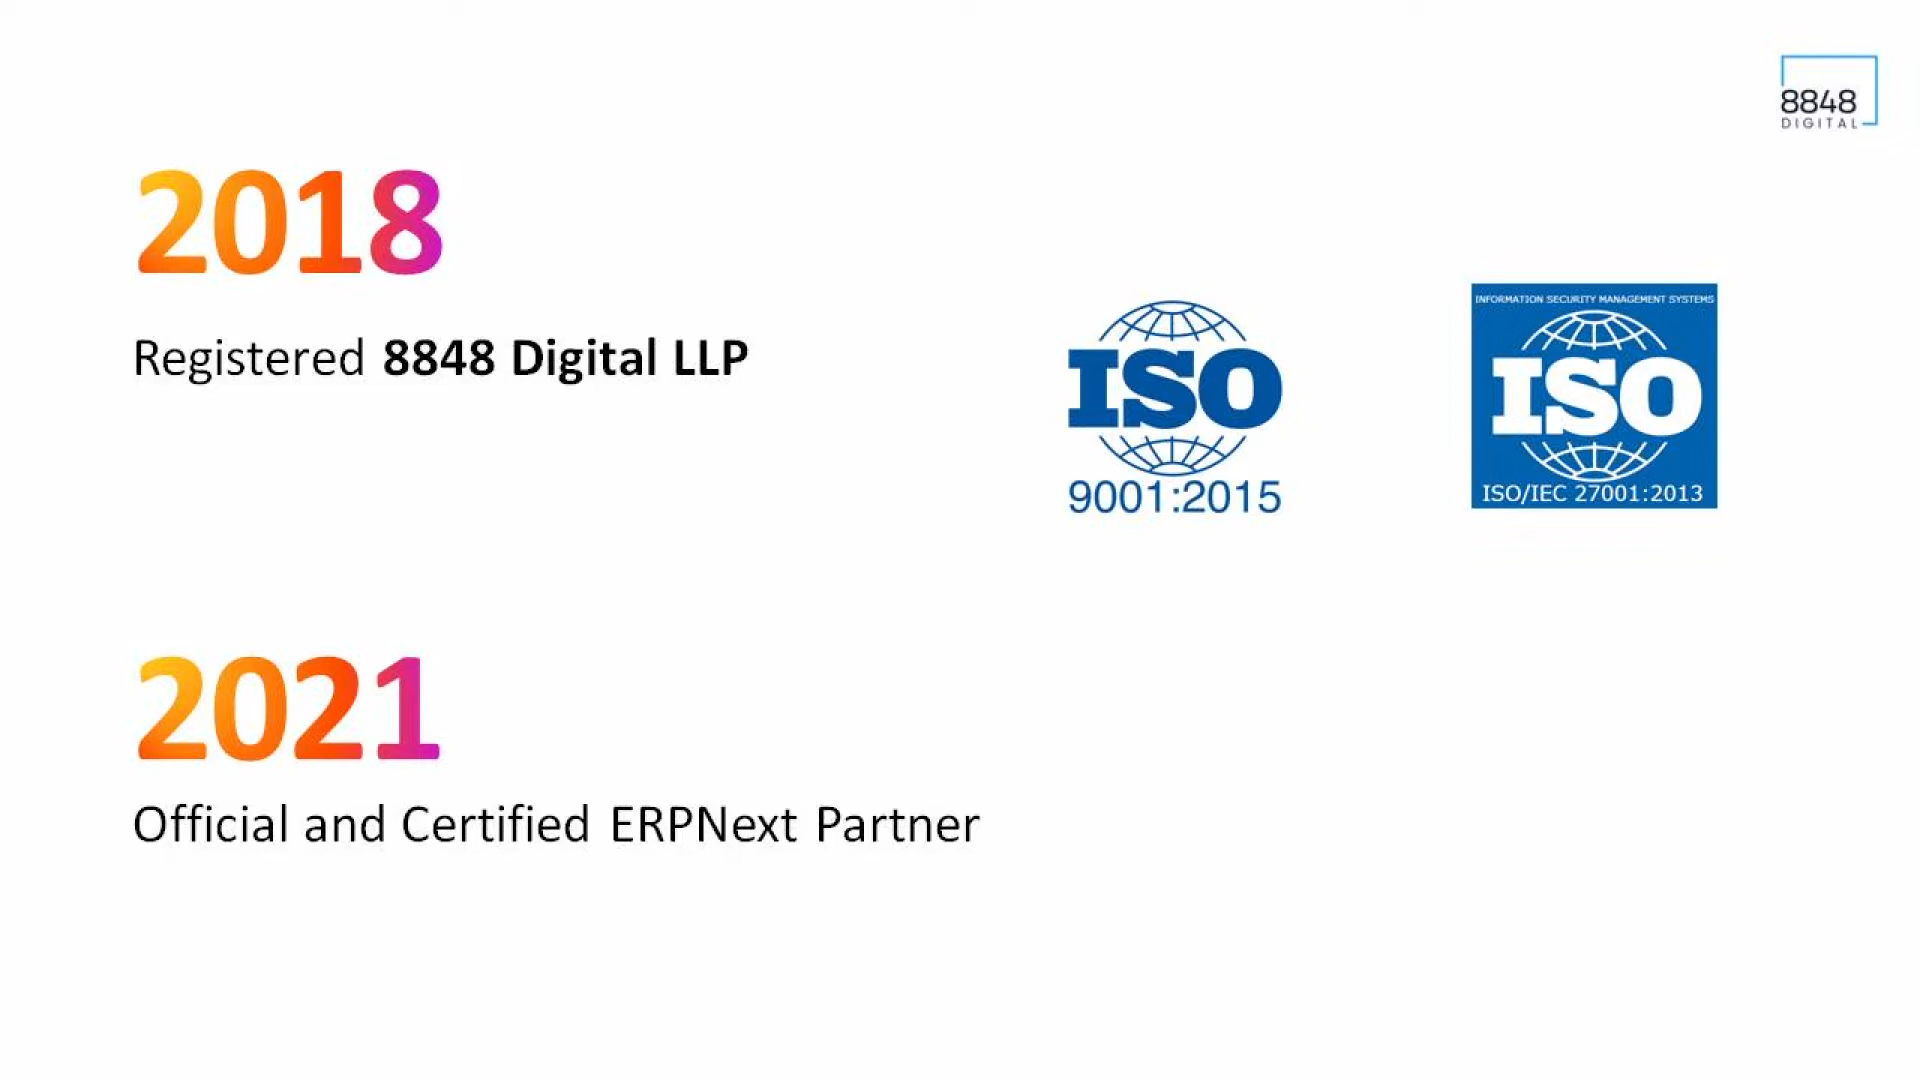 8848
DIGITAL
2018
Registered 8848 Digital LLP
ISO
9001:2015
INFORMATION SECURITY MANAGEMENT SYSTEMS
ISO
ISO/IEC 27001:2013
2021
Official and Certified ERPNext Partner